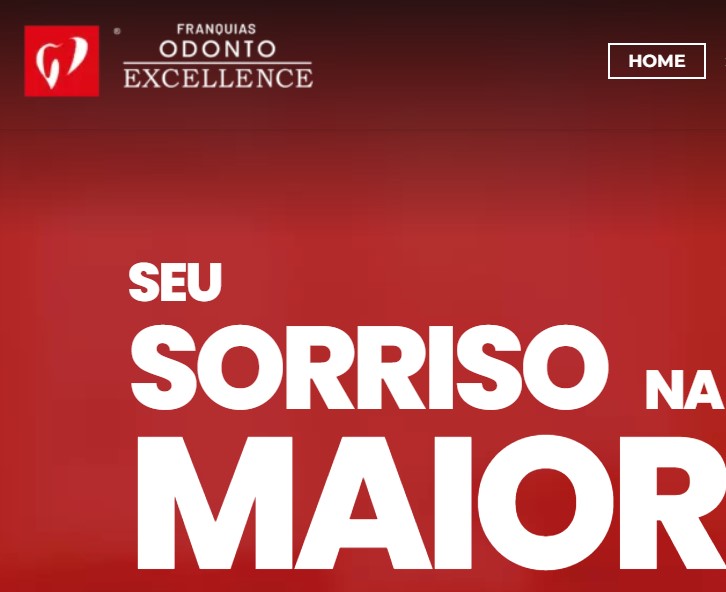 ®
FRANQUIAS
ODONTO
EXCELLENCE
HOME
SEU
SORRISO NA
MAIOR